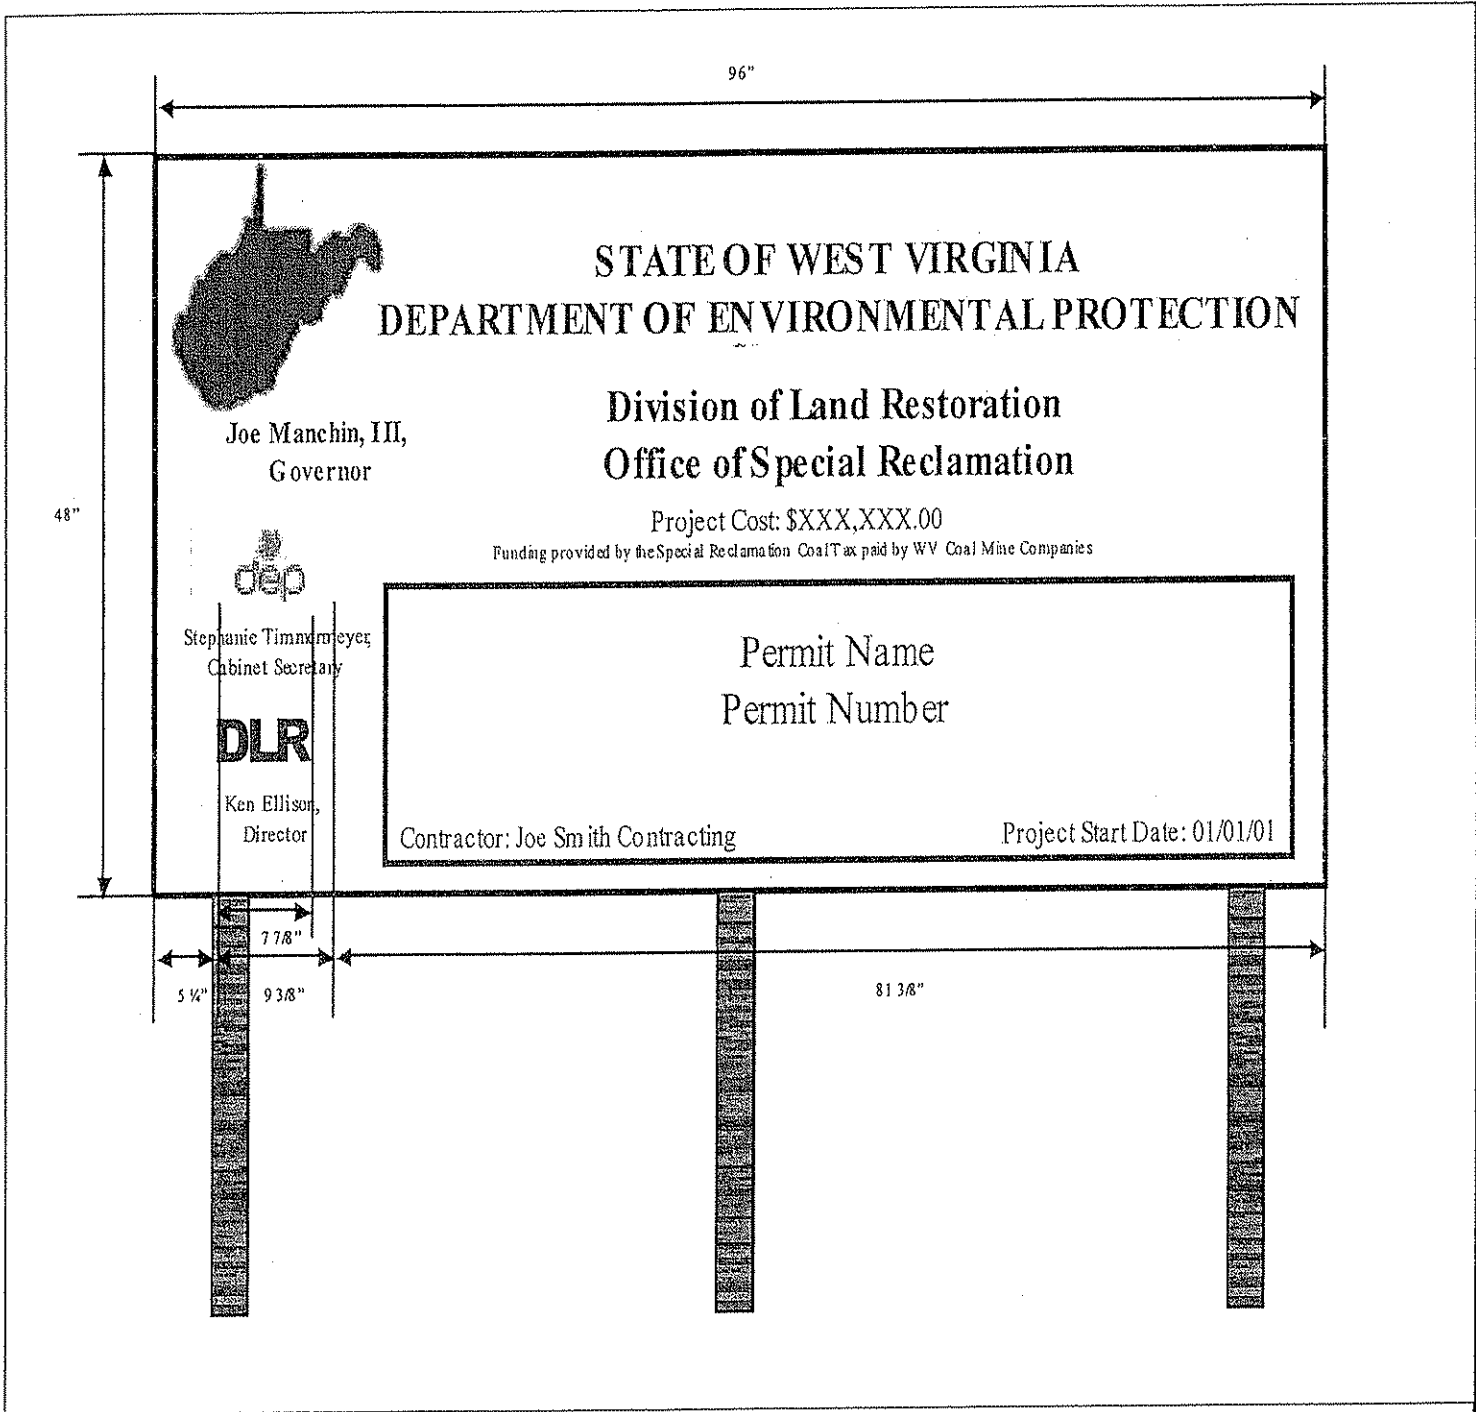 96"
STATE OF WEST VIRGINIA
DEPARTMENT OF ENVIRONMENTAL PROTECTION
Division of Land Restoration
Office of Special Reclamation
Project Cost: $XXX,XXX.00
Funding provided by the Special Reclamation Coal Tax paid by WV Coal Mine Companies
Joe Manchin, III,
Governor
48"
dep
Stephanie Timmermeyer,
Cabinet Secretary
DLR
Ken Ellison,
Director
Permit Name
Permit Number
Contractor: Joe Smith Contracting
Project Start Date: 01/01/01
7 7/8"
5 ¼"
9 3/8"
81 3/8"